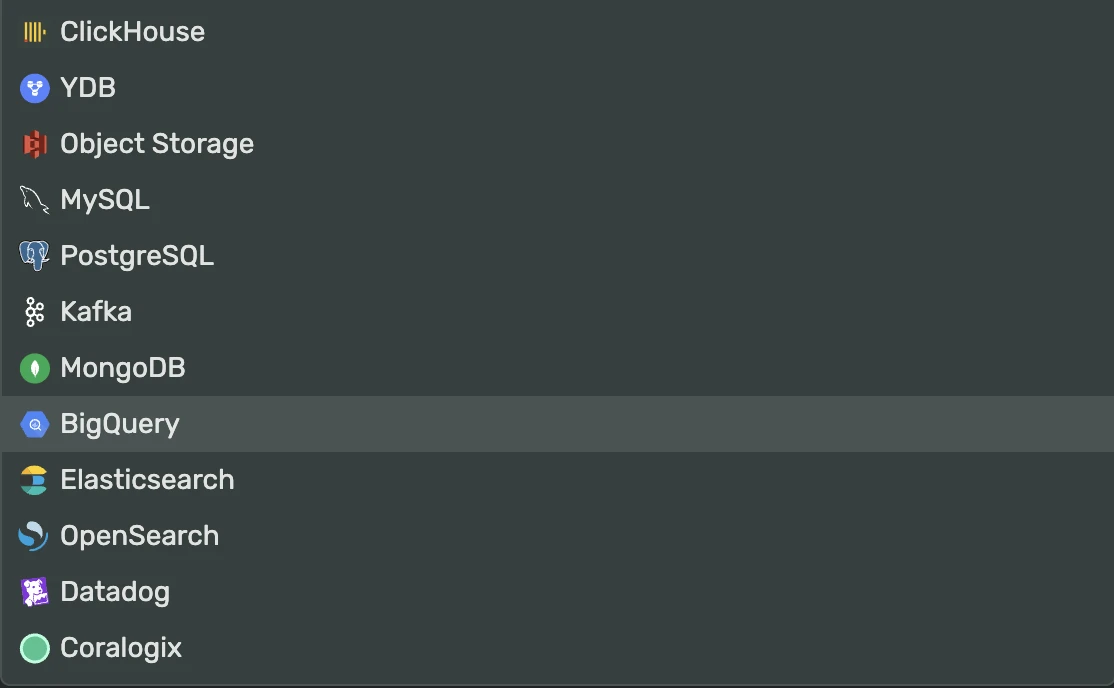 ClickHouse
YDB
Object Storage
MySQL
PostgreSQL
Kafka
MongoDB
BigQuery
Elasticsearch
OpenSearch
Datadog
Coralogix